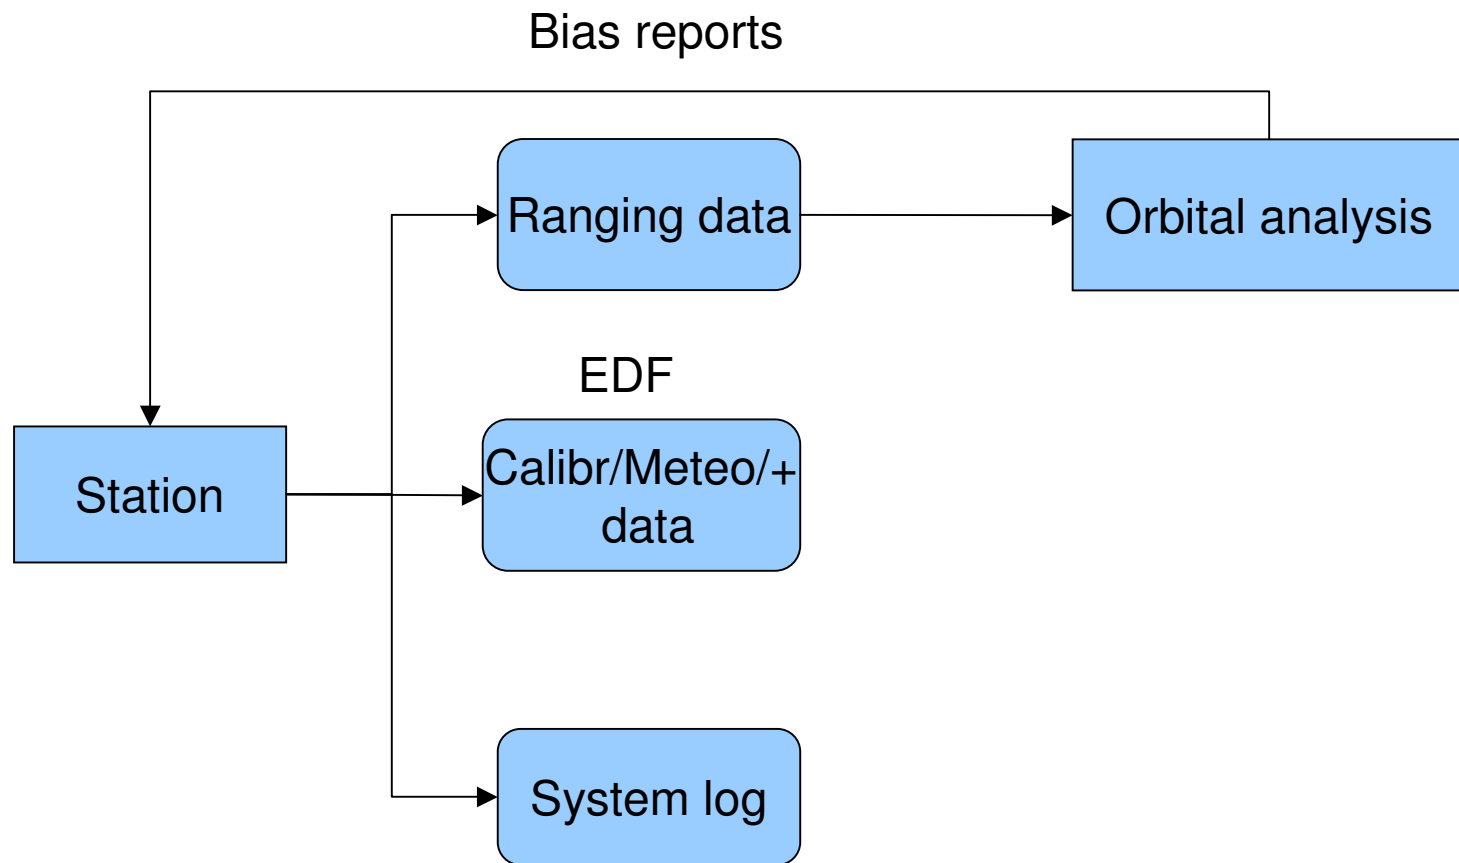 Bias reports
Ranging data
Orbital analysis
EDF
Calibr/Meteo/+
data
Station
System log